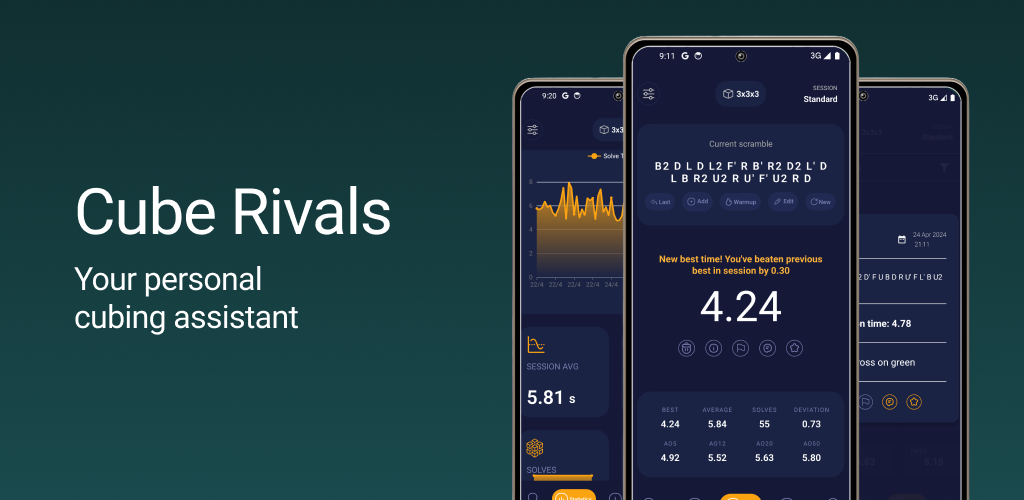 Cube Rivals
Your personal
cubing assistant
9:20
3x3
Solve T
8
6
4
2
0
22/4 22/4 22/4 23/4 24/4
SESSION AVG
5.81 s
SOLVES
9:11
3G
3x3x3
SESSION
Standard
Current scramble
B2 D L D L2 F' R B' R2 D2 L' D
L B R2 U2 R U' F' U2 R D
Last Add Warmup Edit New
New best time! You've beaten previous
best in session by 0.30
4.24
BEST AVERAGE SOLVES DEVIATION
4.24 5.84 55 0.73
AO5 AO12 AO20 AO50
4.92 5.52 5.63 5.80
3G
24 Apr 2024
21:11
2 D' F U B D R U' F L' B U2
n time: 4.78
oss on green